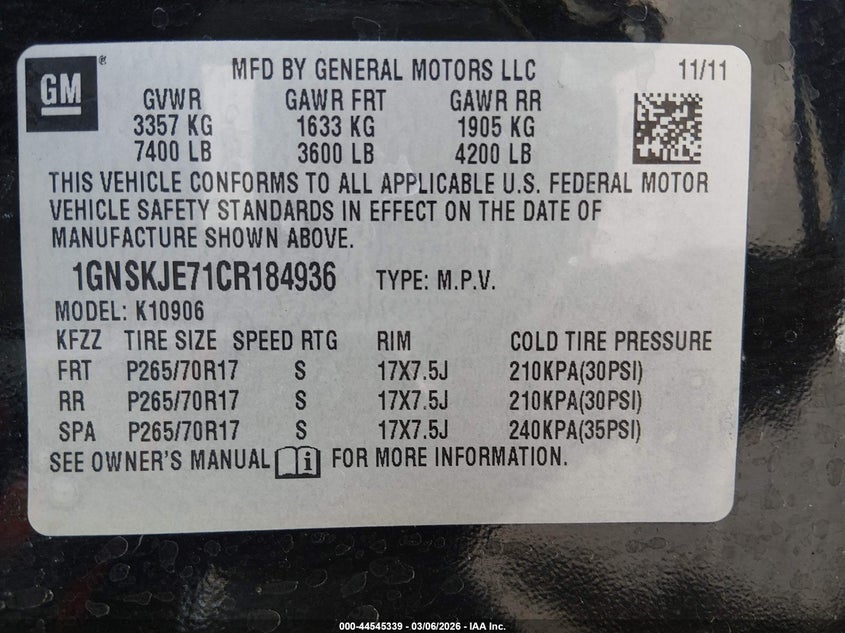 GM ®
MFD BY GENERAL MOTORS LLC 11/11
GVWR GAWR FRT GAWR RR
3357 KG 1633 KG 1905 KG
7400 LB 3600 LB 4200 LB
THIS VEHICLE CONFORMS TO ALL APPLICABLE U.S. FEDERAL MOTOR
VEHICLE SAFETY STANDARDS IN EFFECT ON THE DATE OF
MANUFACTURE SHOWN ABOVE.
1GNSKJE71CR184936 TYPE: M.P.V.
MODEL: K10906
KFZZ TIRE SIZE SPEED RTG RIM COLD TIRE PRESSURE
FRT P265/70R17 S 17X7.5J 210KPA(30PSI)
RR P265/70R17 S 17X7.5J 210KPA(30PSI)
SPA P265/70R17 S 17X7.5J 240KPA(35PSI)
SEE OWNER'S MANUAL i FOR MORE INFORMATION.
000-44545339 - 03/06/2026 - IAA Inc.